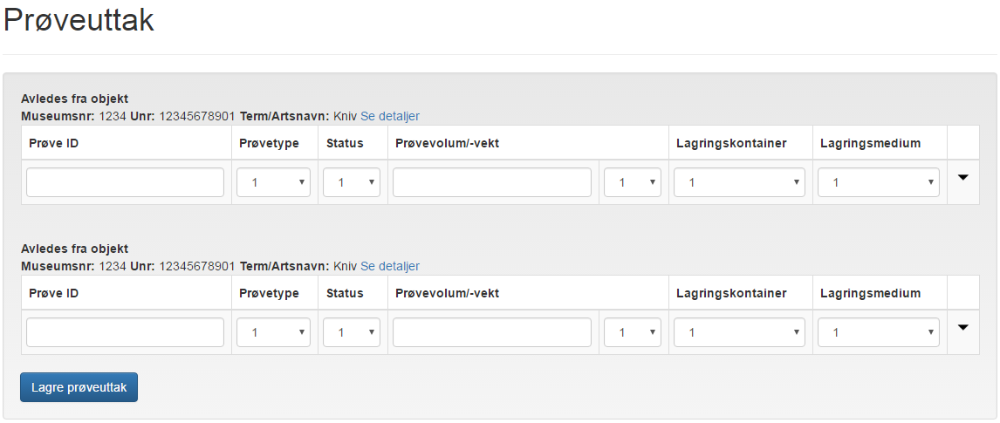 Prøveuttak
Avledes fra objekt
Museumsnr: 1234 Unr: 12345678901 Term/Artsnavn: Kniv Se detaljer
Prøve ID Prøvetype Status Prøvevolum/-vekt Lagringskontainer Lagringsmedium
1 1 1 1 1
Avledes fra objekt
Museumsnr: 1234 Unr: 12345678901 Term/Artsnavn: Kniv Se detaljer
Prøve ID Prøvetype Status Prøvevolum/-vekt Lagringskontainer Lagringsmedium
1 1 1 1 1
Lagre prøveuttak